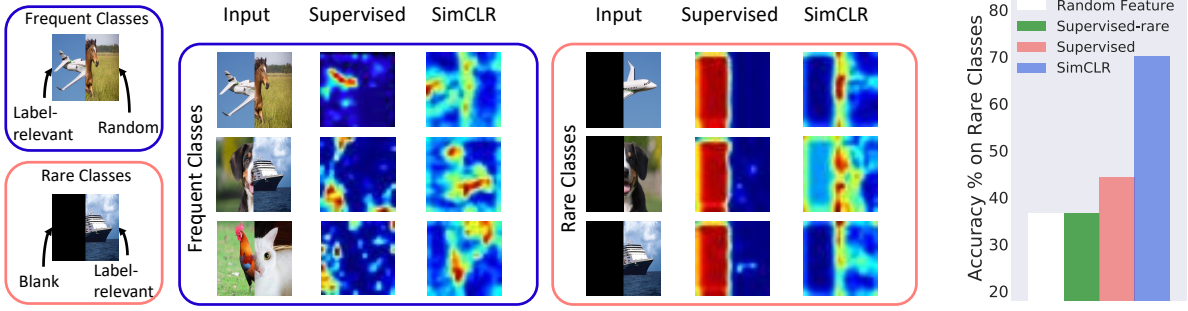 Frequent Classes
Label-
relevant
Random
Rare Classes
Blank
Label-
relevant
Input
Supervised
SimCLR
Frequent Classes
Input
Supervised
SimCLR
Rare Classes
Accuracy % on Rare Classes
80
70
60
50
40
30
20
Random Feature
Supervised-rare
Supervised
SimCLR